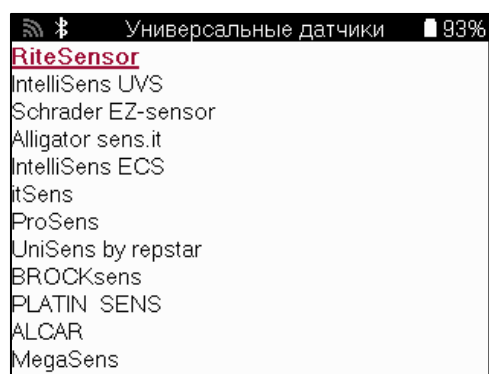 Универсальные датчики 93%
RiteSensor
IntelliSens UVS
Schrader EZ-sensor
Alligator sens.it
IntelliSens ECS
itSens
ProSens
UniSens by repstar
BROCKsens
PLATIN SENS
ALCAR
MegaSens